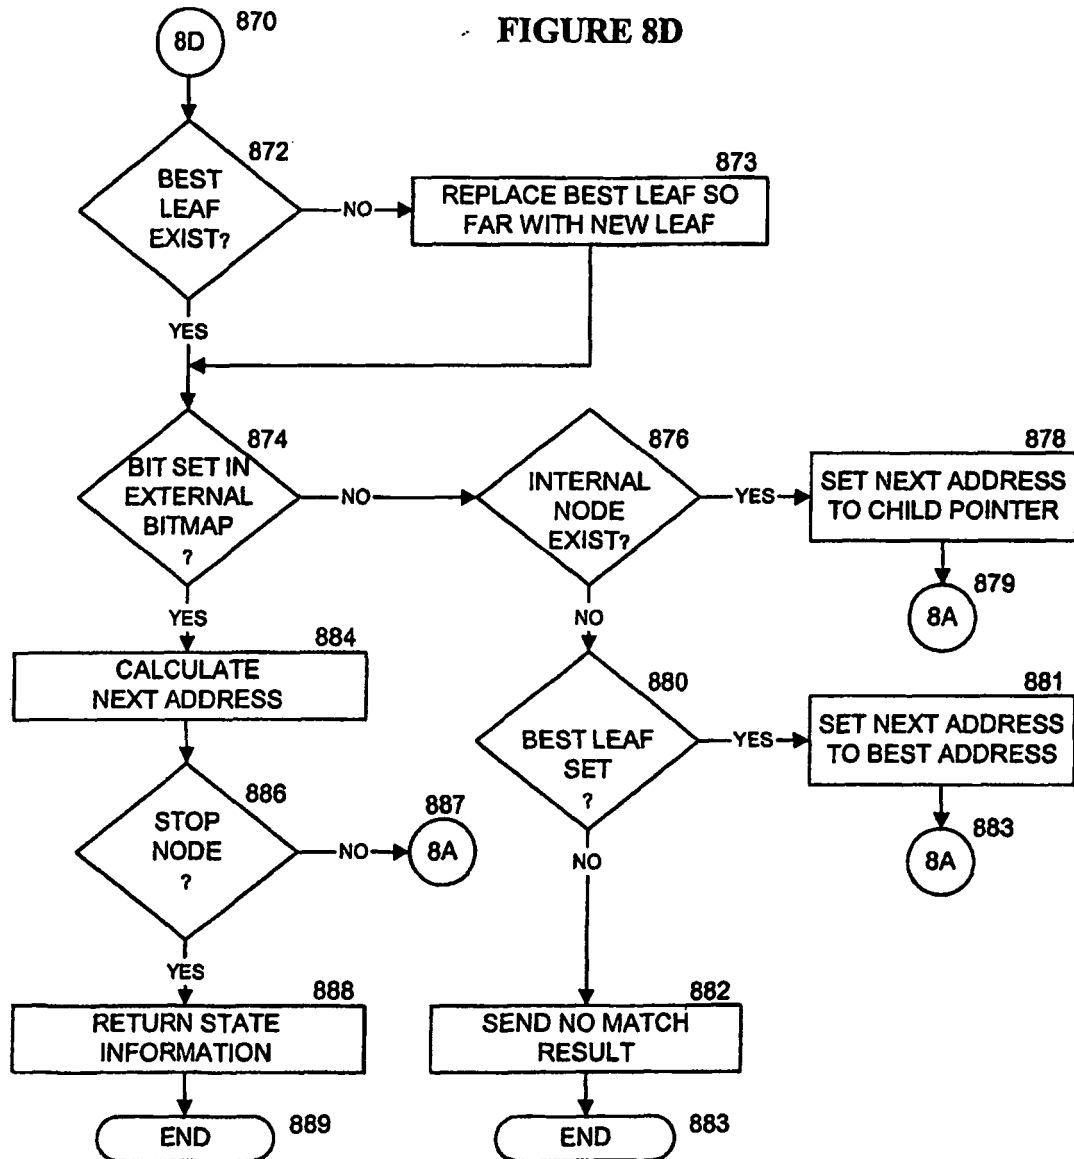 FIGURE 8D
8D
870
872
BEST
LEAF
EXIST?
NO
873
REPLACE BEST LEAF SO
FAR WITH NEW LEAF
YES
874
BIT SET IN
EXTERNAL
BITMAP
?
NO
876
INTERNAL
NODE
EXIST?
YES
878
SET NEXT ADDRESS
TO CHILD POINTER
879
8A
YES
NO
884
CALCULATE
NEXT ADDRESS
880
BEST LEAF
SET
?
YES
881
SET NEXT ADDRESS
TO BEST ADDRESS
883
8A
886
STOP
NODE
?
NO
887
8A
NO
YES
888
RETURN STATE
INFORMATION
882
SEND NO MATCH
RESULT
END
889
END
883